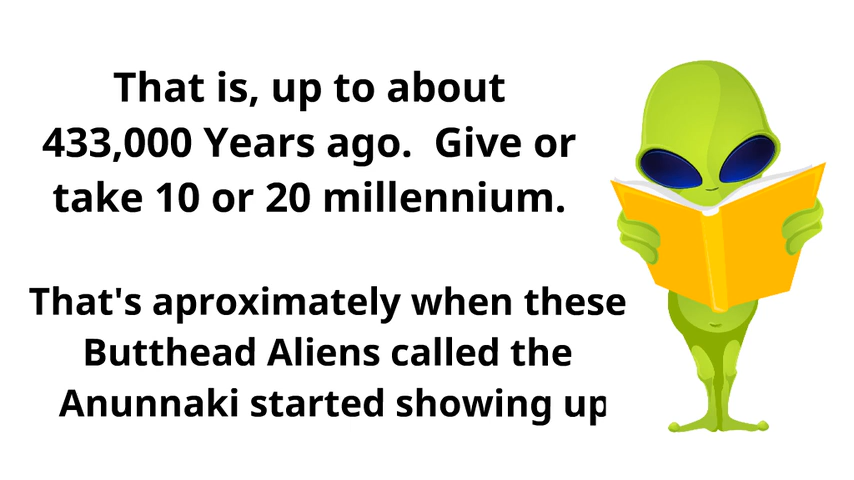 That is, up to about
433,000 Years ago.  Give or
take 10 or 20 millennium.
That's aproximately when these
Butthead Aliens called the
Anunnaki started showing up